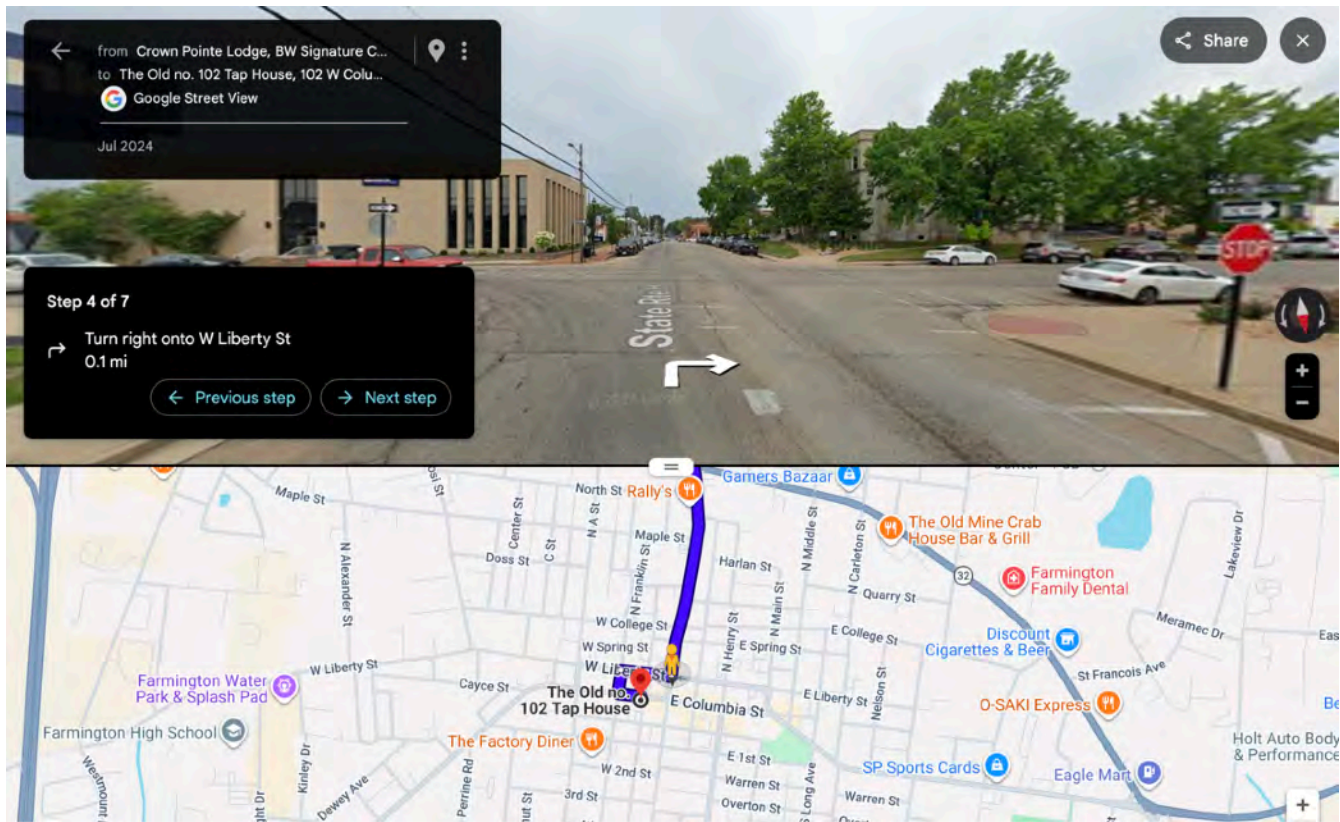 from Crown Pointe Lodge, BW Signature C...
to The Old no. 102 Tap House, 102 W Colu...
Google Street View
Jul 2024
Share
STOP
State Rte
Step 4 of 7
Turn right onto W Liberty St
0.1 mi
Previous step
Next step
Maple St
North St
Rally's
Gamers Bazaar
Center St
C St
N A St
Maple St
Doss St
N Franklin St
Harlan St
N Middle St
N Carleton St
The Old Mine Crab
House Bar & Grill
32
Farmington
Family Dental
Lakeview Dr
N Alexander St
Quarry St
W College St
W Spring St
N Henry St
N Main St
E Spring St
E College St
Meramec Dr
Discount
Cigarettes & Beer
Eas
W Liberty St
Farmington Water
Park & Splash Pad
Cayce St
W Liberty St
The Old no.
102 Tap House
E Columbia St
E Liberty St
Nelson St
St Francois Ave
O-SAKI Express
Be
Farmington High School
The Factory Diner
Holt Auto Body
& Performance
Westmount
Kinley Dr
Dewey Ave
Perrine Rd
W 2nd St
3rd St
E 1st St
Warren St
Overton St
S Long Ave
SP Sports Cards
Warren St
Eagle Mart